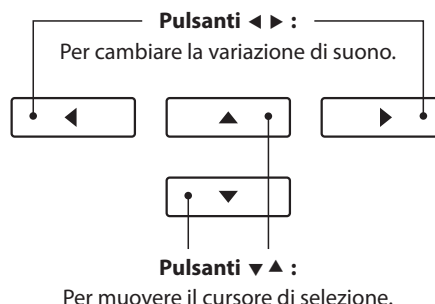 Pulsanti ◀ ▶ :
Per cambiare la variazione di suono.
Pulsanti ▼ ▲ :
Per muovere il cursore di selezione.